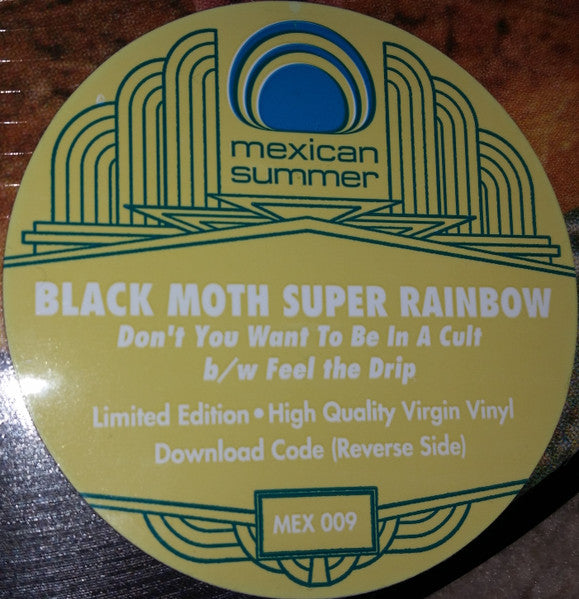 mexican
summer
BLACK MOTH SUPER RAINBOW
Don't You Want To Be In A Cult
b/w Feel the Drip
Limited Edition • High Quality Virgin Vinyl
Download Code (Reverse Side)
MEX 009